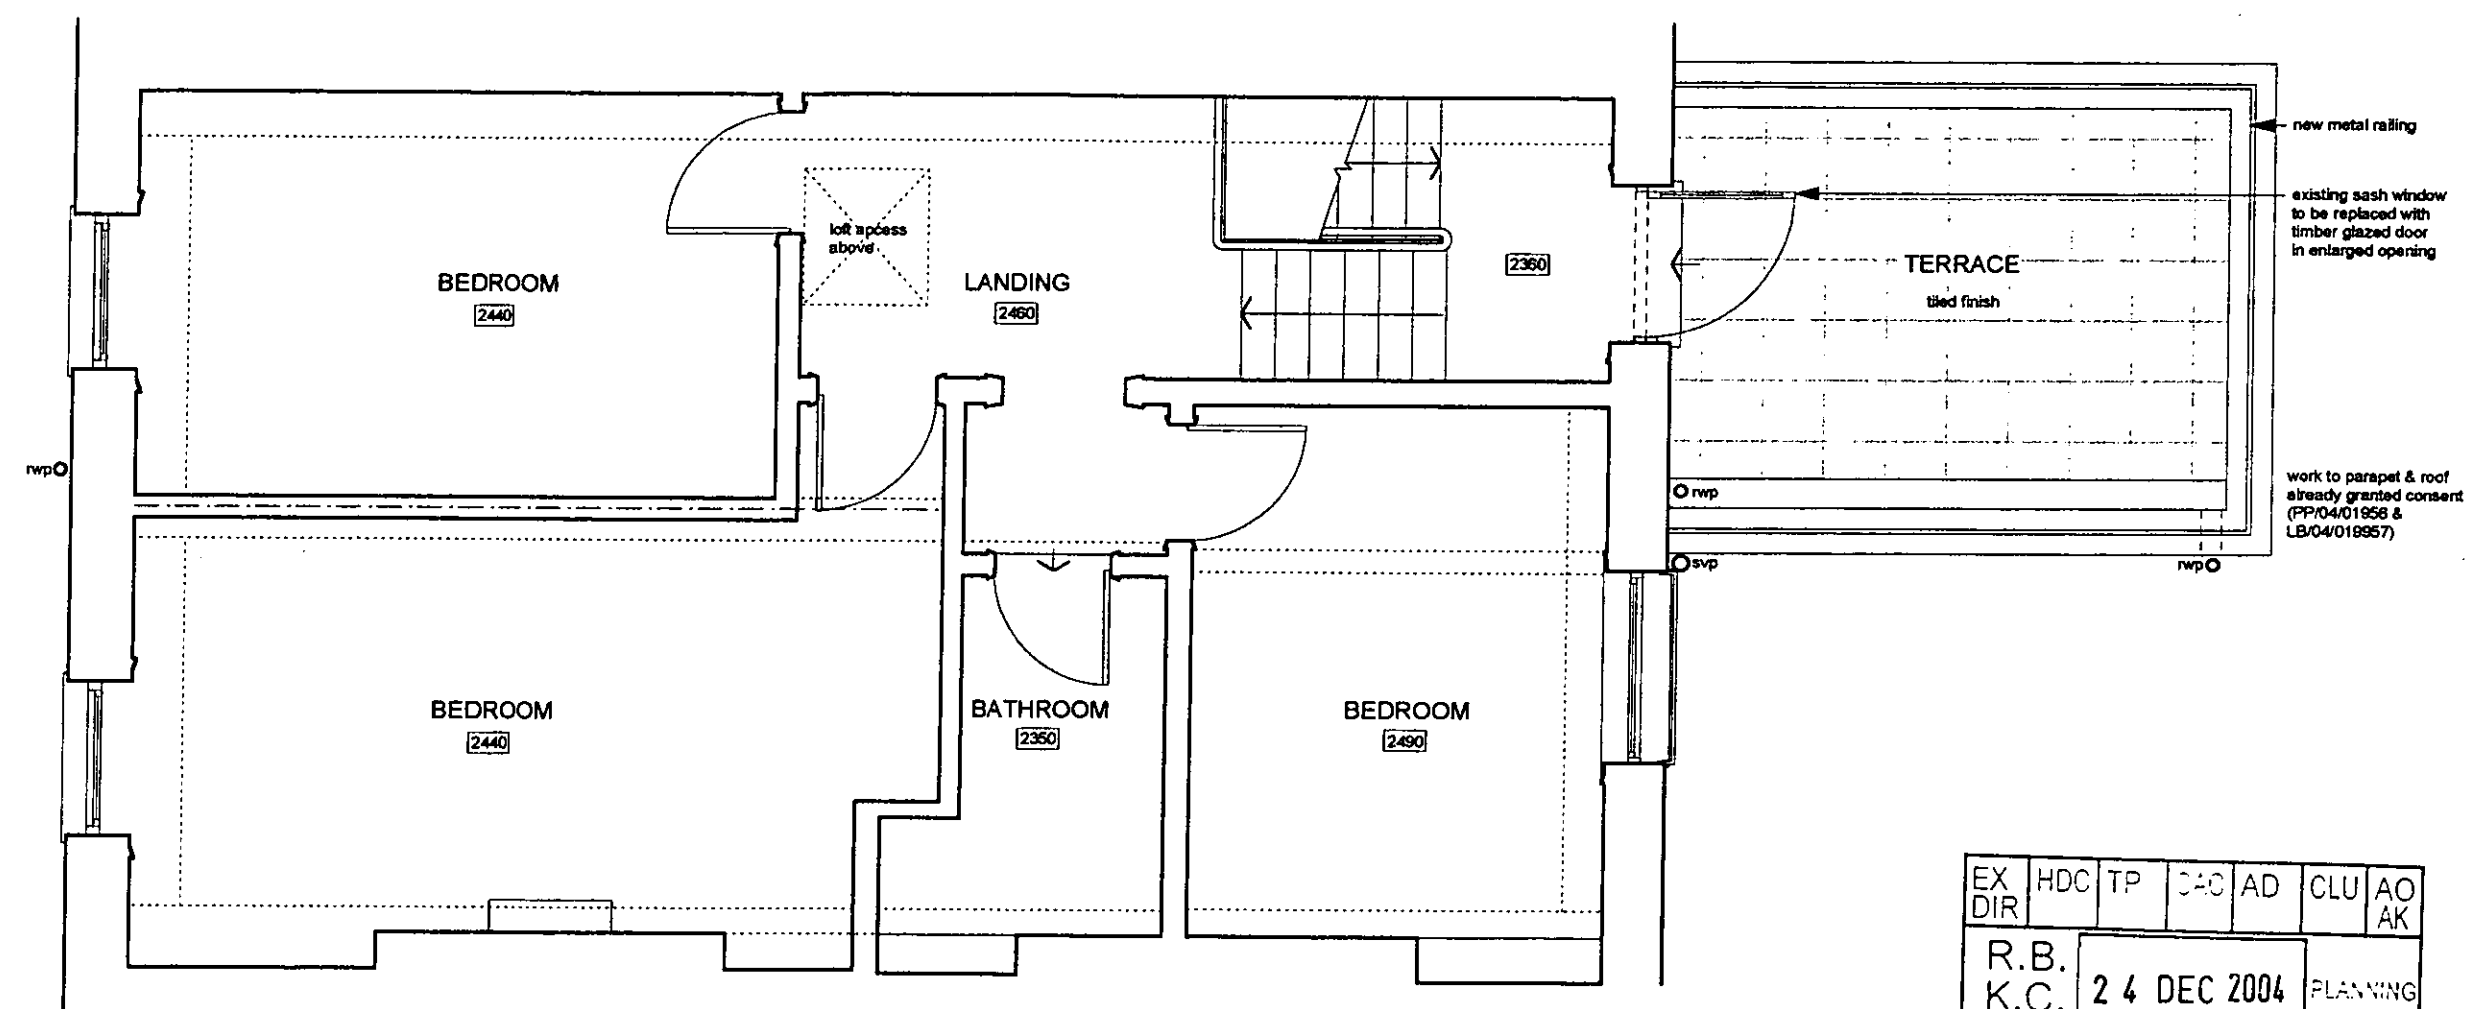 new metal railing
existing sash window
to be replaced with
timber glazed door
in enlarged opening
loft access
above
BEDROOM
2440
LANDING
2460
2360
TERRACE
tiled finish
rwp
rwp
work to parapet & roof
already granted consent
(PP/04/01956 &
LB/04/019957)
svp
rwp
BEDROOM
2440
BATHROOM
2350
BEDROOM
2490
EX DIR
HDC
TP
CAC
AD
CLU
AO AK
R.B.
K.C.
24 DEC 2004
PLANNING